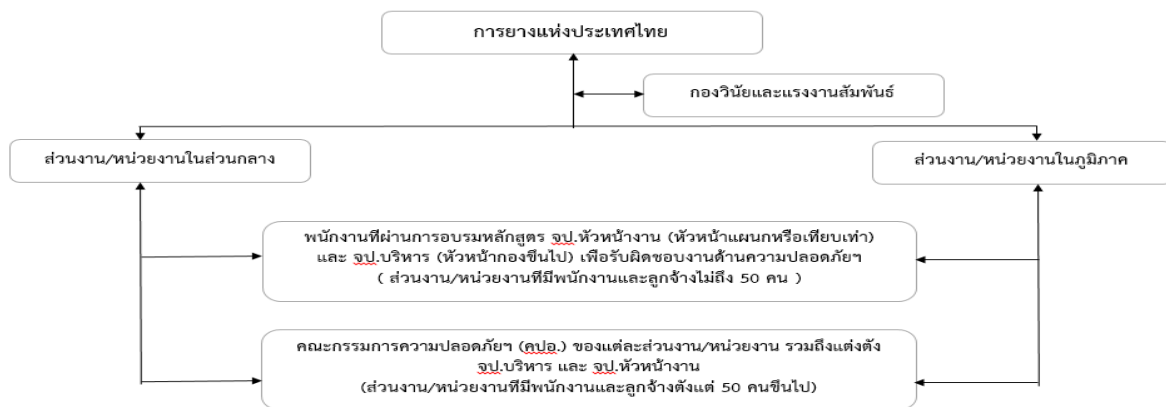 การยางแห่งประเทศไทย
กองวินัยและแรงงานสัมพันธ์
ส่วนงาน/หน่วยงานในส่วนกลาง
ส่วนงาน/หน่วยงานในภูมิภาค
พนักงานที่ผ่านการอบรมหลักสูตร จป.หัวหน้างาน (หัวหน้าแผนกหรือเทียบเท่า)
และ จป.บริหาร (หัวหน้ากองขึ้นไป) เพื่อรับผิดชอบงานด้านความปลอดภัยฯ
( ส่วนงาน/หน่วยงานที่มีพนักงานและลูกจ้างไม่ถึง 50 คน )
คณะกรรมการความปลอดภัยฯ (คปอ.) ของแต่ละส่วนงาน/หน่วยงาน รวมถึงแต่งตั้ง
จป.บริหาร และ จป.หัวหน้างาน
(ส่วนงาน/หน่วยงานที่มีพนักงานและลูกจ้างตั้งแต่ 50 คนขึ้นไป)